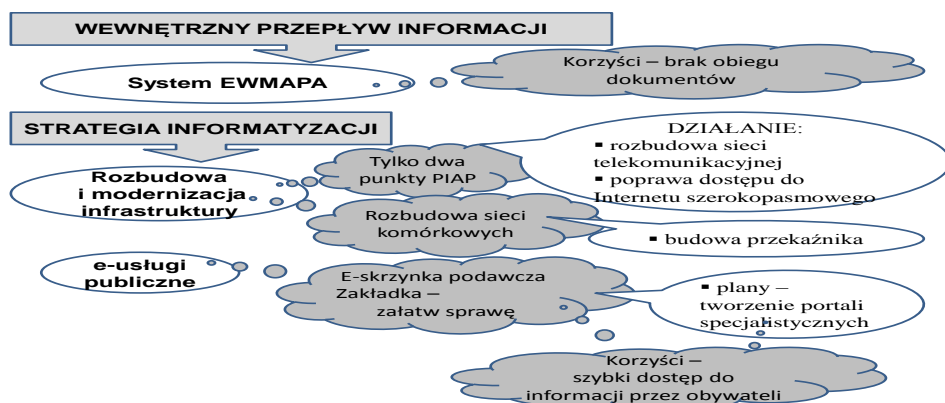 WEWNĘTRZNY PRZEPŁYW INFORMACJI
System EWMAPA
Korzyści – brak obiegu
dokumentów
STRATEGIA INFORMATYZACJI
Tylko dwa
punkty PIAP
DZIAŁANIE:
▪ rozbudowa sieci
telekomunikacyjnej
▪ poprawa dostępu do
Internetu szerokopasmowego
Rozbudowa
i modernizacja
infrastruktury
Rozbudowa sieci
komórkowych
▪ budowa przekaźnika
e-usługi
publiczne
E-skrzynka podawcza
Zakładka –
załatw sprawę
▪ plany –
tworzenie portali
specjalistycznych
Korzyści –
szybki dostęp do
informacji przez obywateli